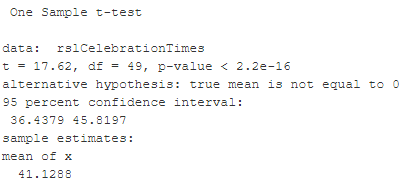 One Sample t-test
data: rslCelebrationTimes
t = 17.62, df = 49, p-value < 2.2e-16
alternative hypothesis: true mean is not equal to 0
95 percent confidence interval:
36.4379 45.8197
sample estimates:
mean of x
41.1288